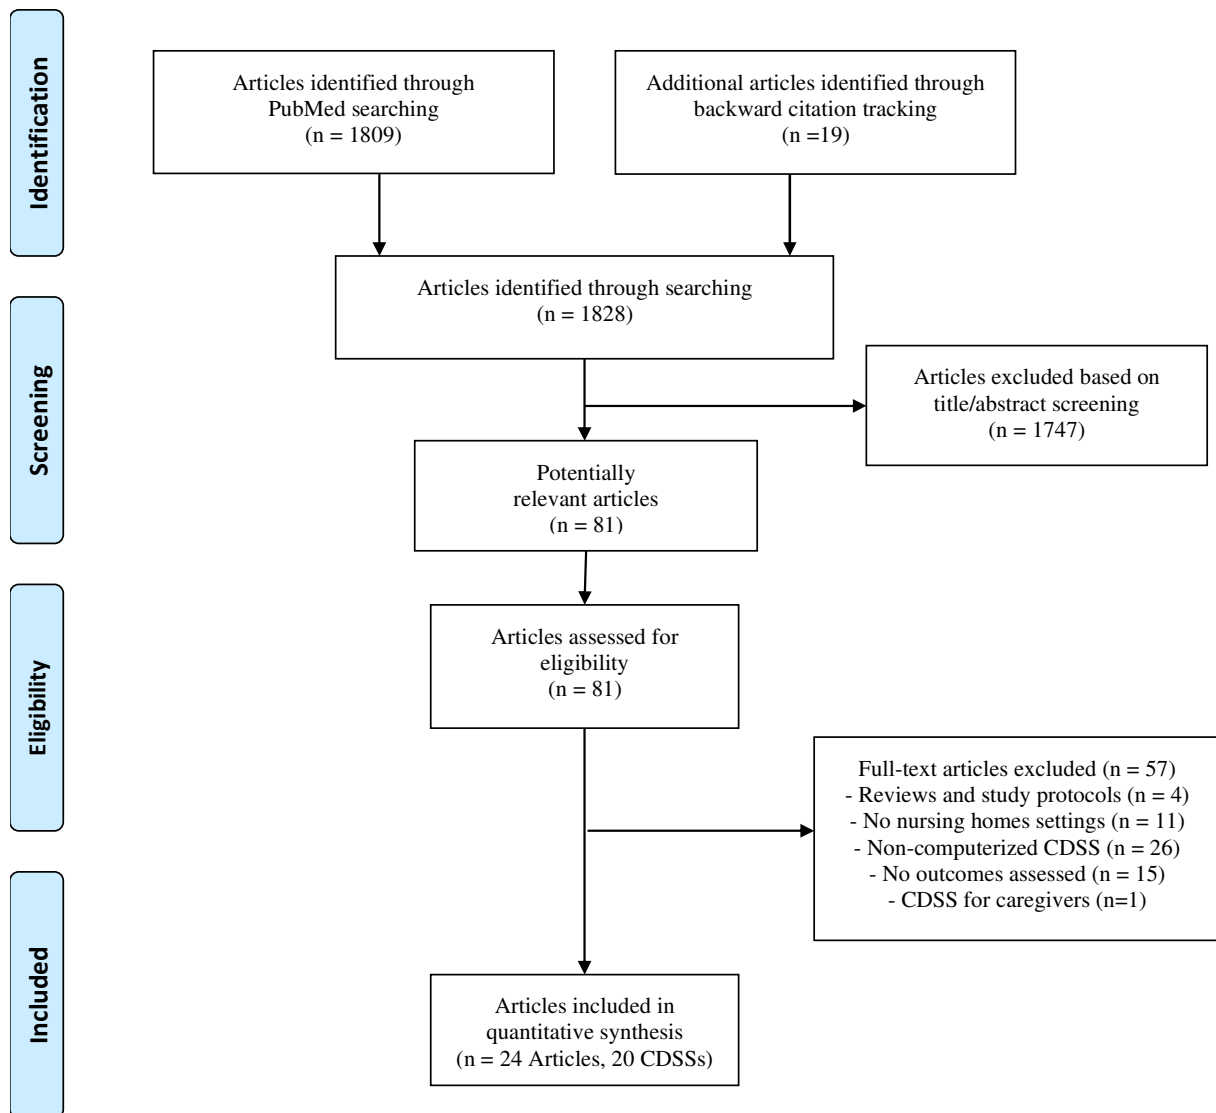 Identification
Articles identified through
PubMed searching
(n = 1809)
Additional articles identified through
backward citation tracking
(n =19)
Articles identified through searching
(n = 1828)
Screening
Articles excluded based on
title/abstract screening
(n = 1747)
Potentially
relevant articles
(n = 81)
Eligibility
Articles assessed for
eligibility
(n = 81)
Full-text articles excluded (n = 57)
- Reviews and study protocols (n = 4)
- No nursing homes settings (n = 11)
- Non-computerized CDSS (n = 26)
- No outcomes assessed (n = 15)
- CDSS for caregivers (n=1)
Included
Articles included in
quantitative synthesis
(n = 24 Articles, 20 CDSSs)